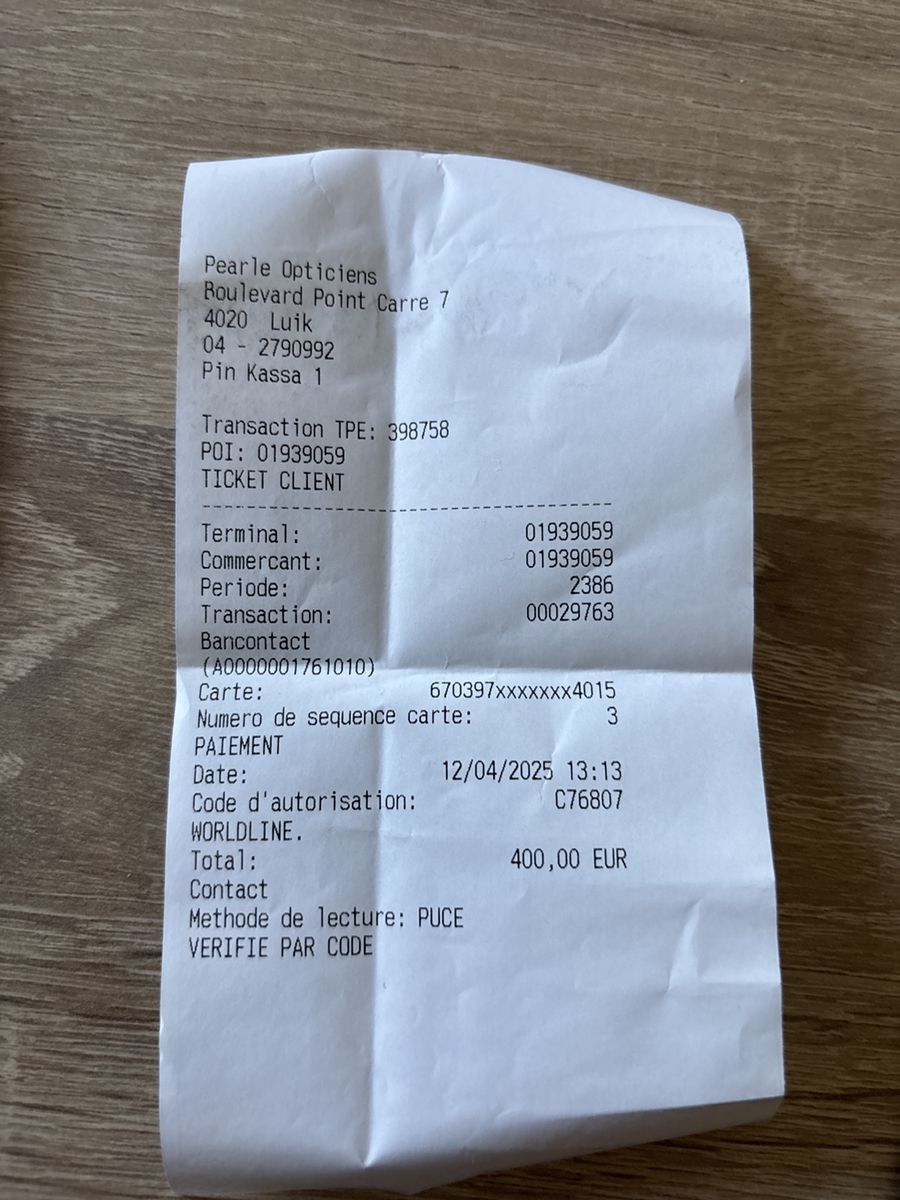 Pearle Opticiens
Boulevard Point Carre 7
4020 Luik
04 - 2790992
Pin Kassa 1
Transaction TPE: 398758
POI: 01939059
TICKET CLIENT
--------------------------------------------
Terminal: 01939059
Commercant: 01939059
Periode: 2386
Transaction: 00029763
Bancontact
(A0000001761010)
Carte: 670397xxxxxxx4015
Numero de sequence carte: 3
PAIEMENT
Date: 12/04/2025 13:13
Code d'autorisation: C76807
WORLDLINE.
Total: 400,00 EUR
Contact
Methode de lecture: PUCE
VERIFIE PAR CODE